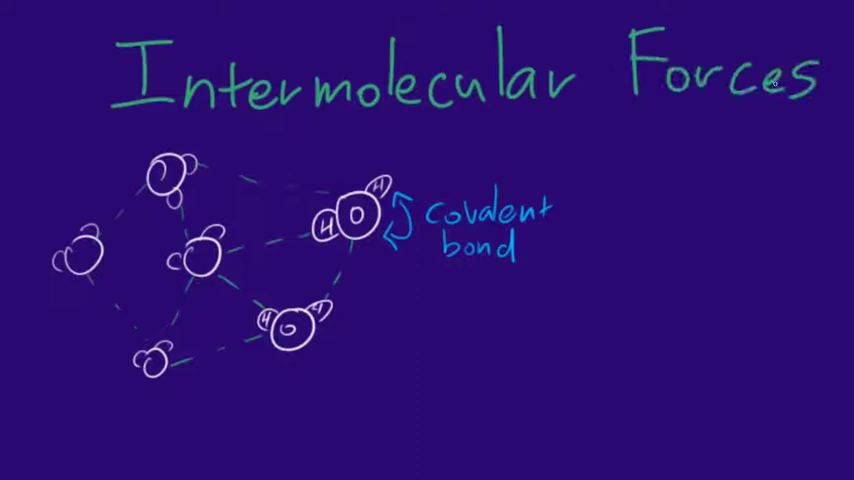 Intermolecular Forces
H
H O
covalent
bond
H O H